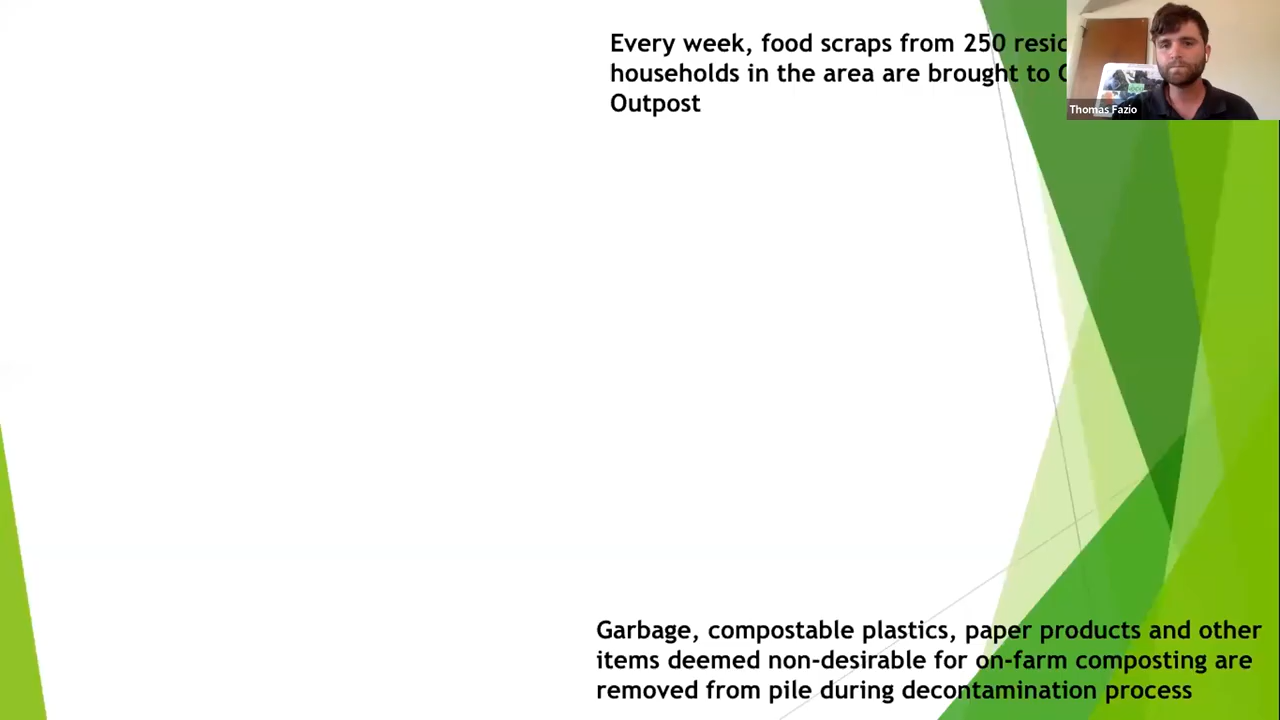 Every week, food scraps from 250
households in the area are brought to
Outpost
Thomas Fazio
Garbage, compostable plastics, paper products and other
items deemed non-desirable for on-farm composting are
removed from pile during decontamination process